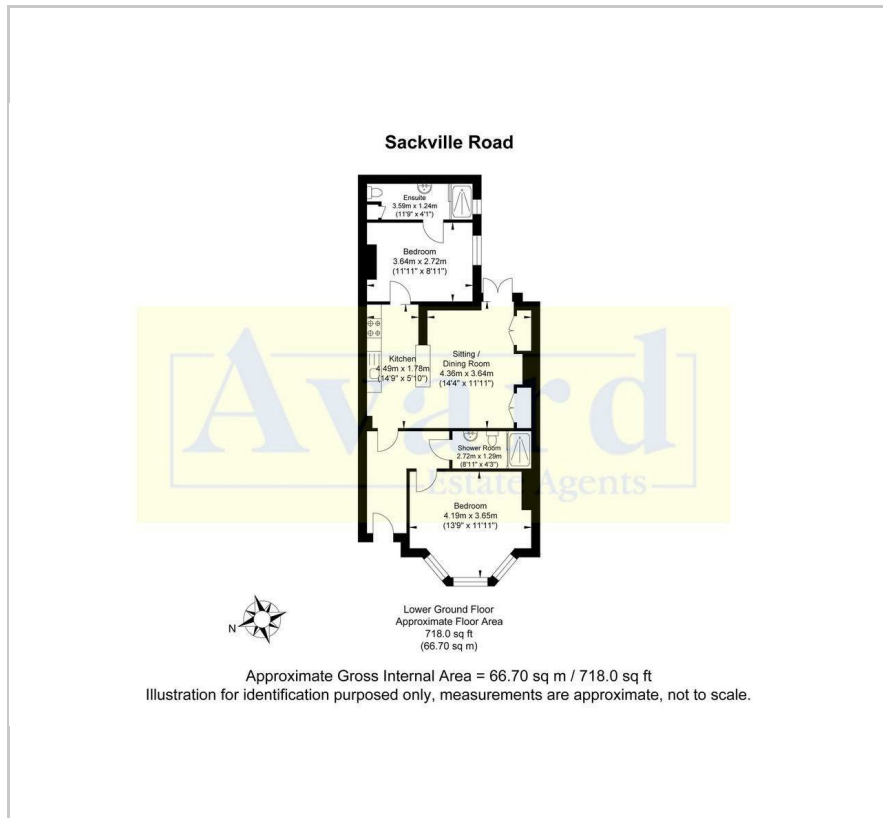 Sackville Road
Ensuite
3.59m x 1.24m
(11'9" x 4'1")
Bedroom
3.64m x 2.72m
(11'11" x 8'11")
Kitchen
4.49m x 1.78m
(14'9" x 5'10")
Sitting /
Dining Room
4.36m x 3.64m
(14'4" x 11'11")
Avard
Estate Agents
Shower Room
2.72m x 1.29m
(8'11" x 4'3")
Bedroom
4.19m x 3.65m
(13'9" x 11'11")
N
Lower Ground Floor
Approximate Floor Area
718.0 sq ft
(66.70 sq m)
Approximate Gross Internal Area = 66.70 sq m / 718.0 sq ft
Illustration for identification purposed only, measurements are approximate, not to scale.